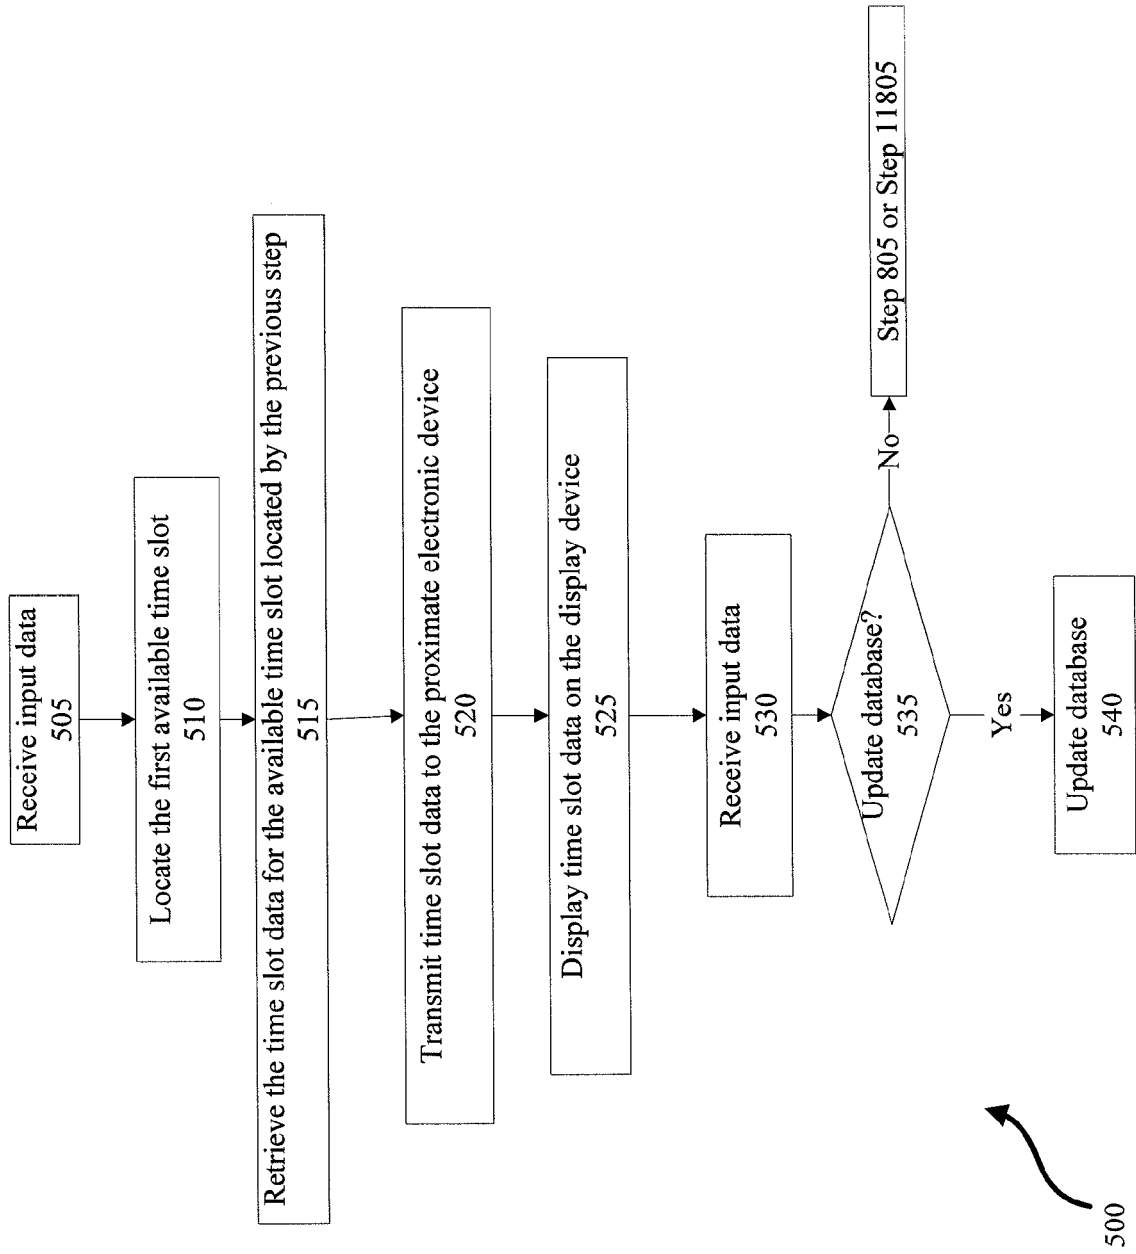 Receive input data
505
Locate the first available time slot
510
Retrieve the time slot data for the available time slot located by the previous step
515
Transmit time slot data to the proximate electronic device
520
Display time slot data on the display device
525
Receive input data
530
Update database?
535
No
Step 805 or Step 11805
Yes
Update database
540
500